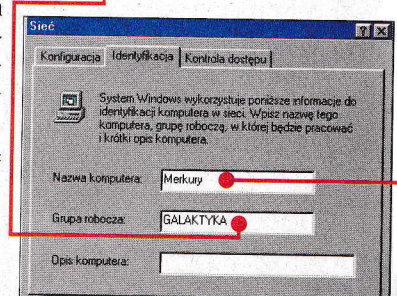 Sieć
Konfiguracja Identyfikacja Kontrola dostępu
System Windows wykorzystuje poniższe informacje do
identyfikacji komputera w sieci. Wpisz nazwę tego
komputera, grupę roboczą, w której będzie pracować
i krótki opis komputera.
Nazwa komputera: Merkury
Grupa robocza: GALAKTYKA
Opis komputera: